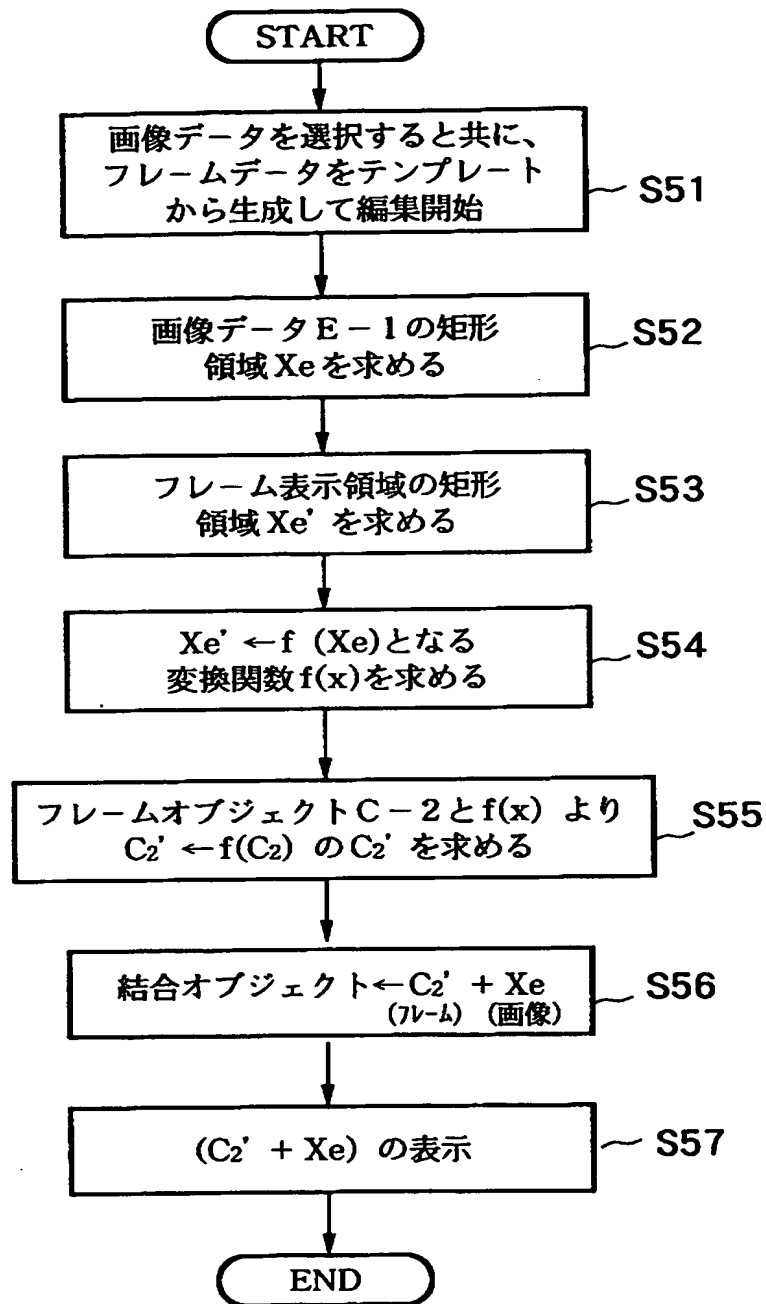 START
画像データを選択すると共に、
フレームデータをテンプレート
から生成して編集開始
S51
画像データE-1の矩形
領域Xeを求める
S52
フレーム表示領域の矩形
領域Xe'を求める
S53
Xe'←f (Xe)となる
変換関数f(x)を求める
S54
フレームオブジェクトC-2とf(x) より
C₂'←f(C₂) のC₂'を求める
S55
結合オブジェクト←C₂' + Xe
(フレーム) (画像)
S56
(C₂' + Xe) の表示
S57
END